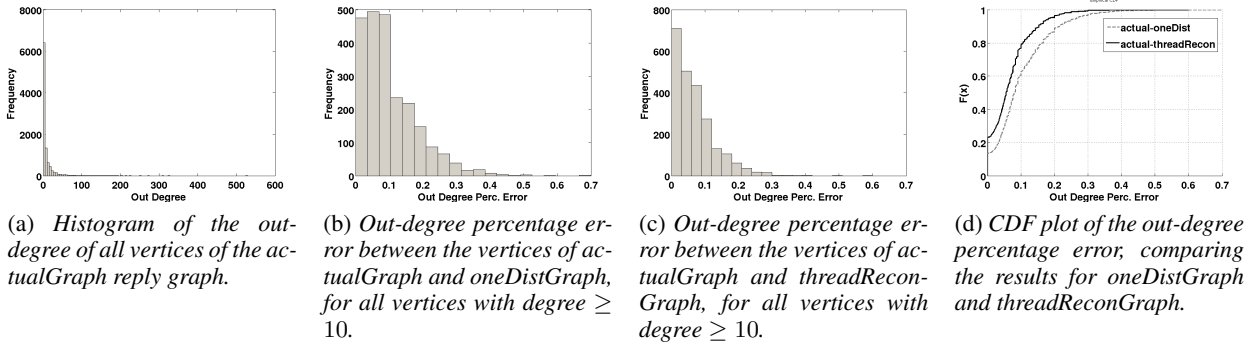 8000
6000
4000
2000
0
Frequency
0 100 200 300 400 500 600
Out Degree
500
400
300
200
100
0
Frequency
0 0.1 0.2 0.3 0.4 0.5 0.6 0.7
Out Degree Perc. Error
800
600
400
200
0
Frequency
0 0.1 0.2 0.3 0.4 0.5 0.6 0.7
Out Degree Perc. Error
1
0.8
0.6
0.4
0.2
0
F(x)
actual-oneDist
actual-threadRecon
0 0.1 0.2 0.3 0.4 0.5 0.6 0.7
Out Degree Perc. Error
(a) Histogram of the out-
degree of all vertices of the ac-
tualGraph reply graph.
(b) Out-degree percentage er-
ror between the vertices of ac-
tualGraph and oneDistGraph,
for all vertices with degree ≥
10.
(c) Out-degree percentage er-
ror between the vertices of ac-
tualGraph and threadRecon-
Graph, for all vertices with
degree ≥ 10.
(d) CDF plot of the out-degree
percentage error, comparing
the results for oneDistGraph
and threadReconGraph.